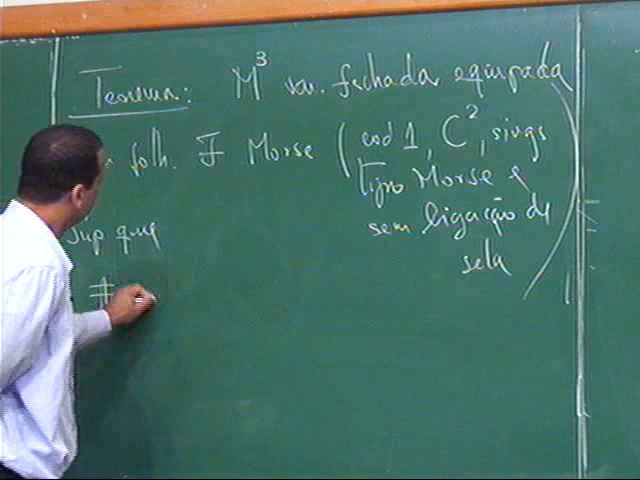 Teorema: M³ var. fechada equipada
folh. F Morse (cod 1, C², sings
tipo Morse e
sem ligação de
sela)
Sup que
#